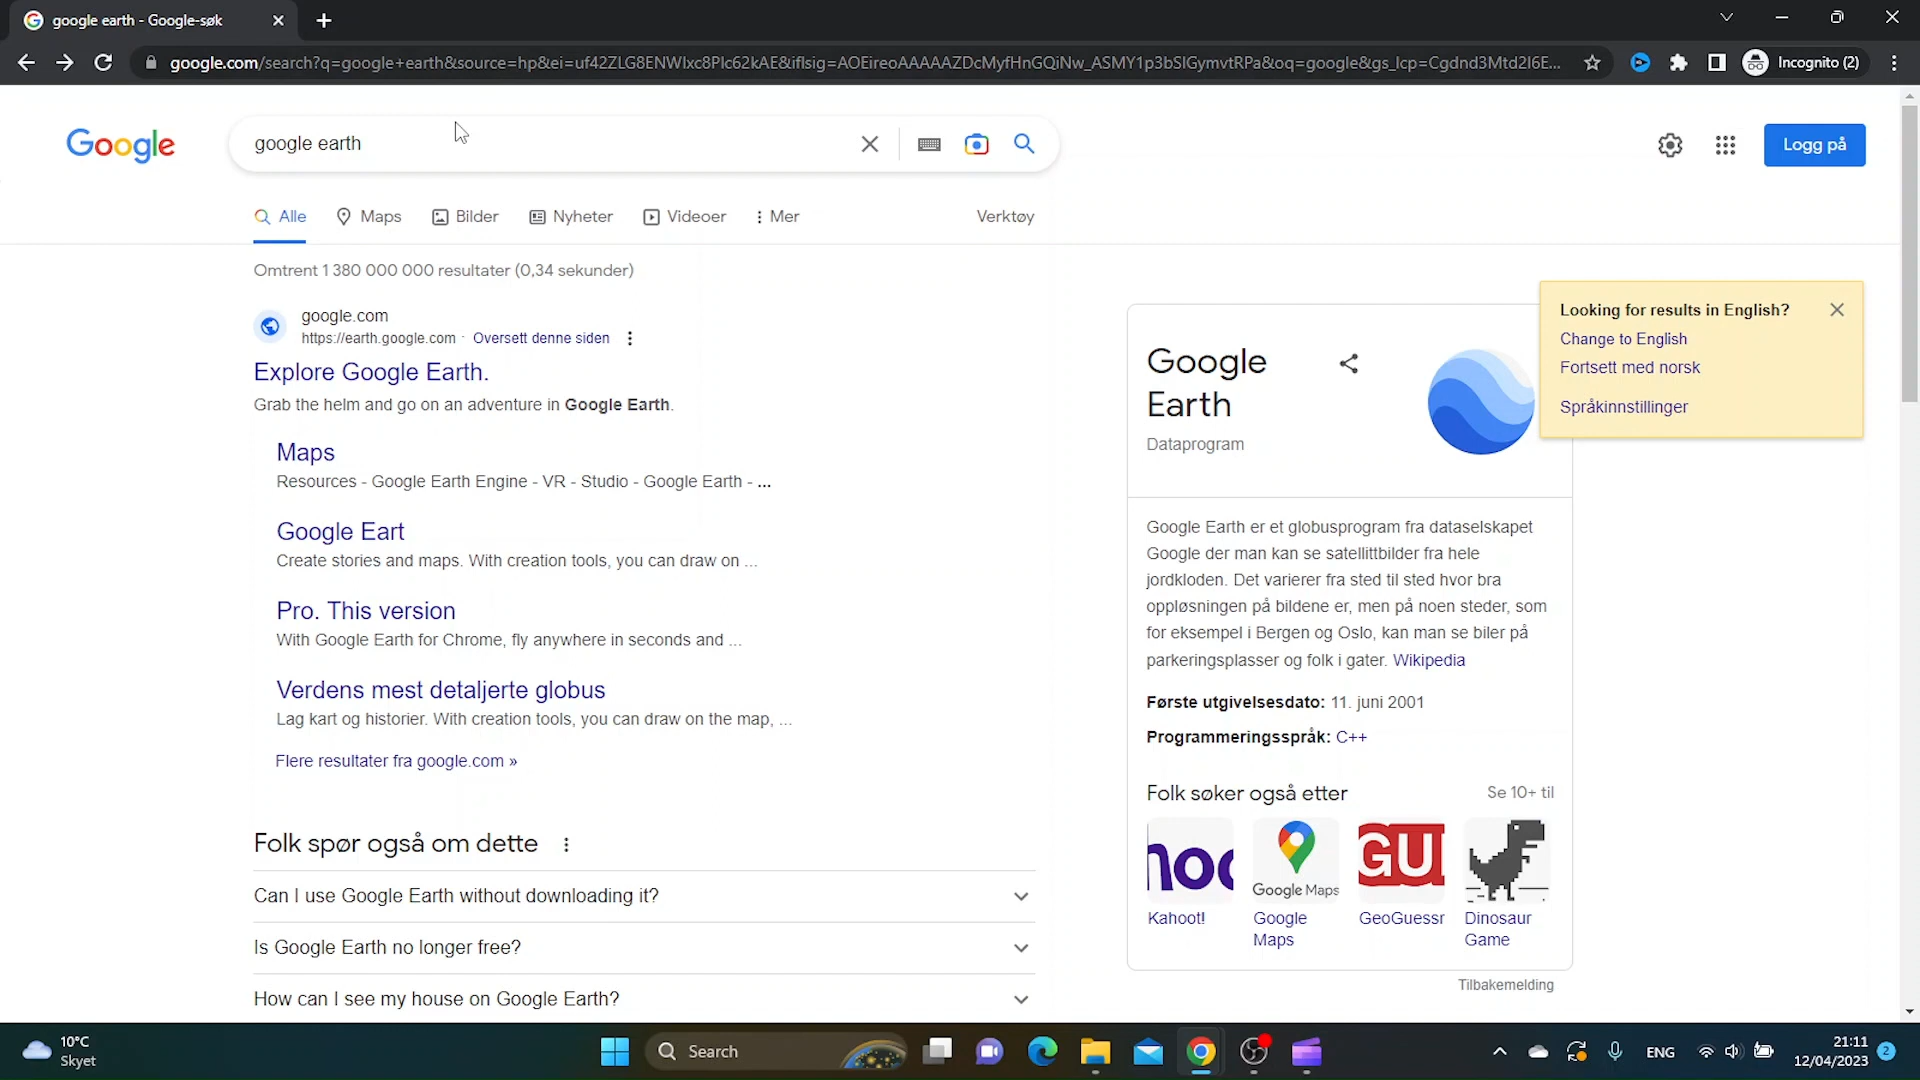 google earth - Google-søk
google.com/search?q=google+earth&source=hp&ei=uf42ZLG8ENWIxc8Plc62kAE&iflsig=AOEireoAAAAAZDcMyfHnGQiNw_ASMY1p3bSlGymvtRPa&oq=google&gs_lcp=Cgdnd3Mtd2l6E...
Incognito (2)
Google
google earth
Logg på
Alle
Maps
Bilder
Nyheter
Videoer
Mer
Verktøy
Omtrent 1 380 000 000 resultater (0,34 sekunder)
google.com
https://earth.google.com · Oversett denne siden
Explore Google Earth.
Grab the helm and go on an adventure in Google Earth.
Maps
Resources - Google Earth Engine - VR - Studio - Google Earth - ...
Google Eart
Create stories and maps. With creation tools, you can draw on ...
Pro. This version
With Google Earth for Chrome, fly anywhere in seconds and ...
Verdens mest detaljerte globus
Lag kart og historier. With creation tools, you can draw on the map, ...
Flere resultater fra google.com »
Folk spør også om dette
Can I use Google Earth without downloading it?
Is Google Earth no longer free?
How can I see my house on Google Earth?
Looking for results in English?
Change to English
Fortsett med norsk
Språkinnstillinger
Google
Earth
Dataprogram
Google Earth er et globusprogram fra dataselskapet
Google der man kan se satellittbilder fra hele
jordkloden. Det varierer fra sted til sted hvor bra
oppløsningen på bildene er, men på noen steder, som
for eksempel i Bergen og Oslo, kan man se biler på
parkeringsplasser og folk i gater. Wikipedia
Første utgivelsesdato: 11. juni 2001
Programmeringsspråk: C++
Folk søker også etter
Se 10+ til
Google Maps
GU
Kahoot!
Google
Maps
GeoGuessr
Dinosaur
Game
Tilbakemelding
10°C
Skyet
Search
ENG
21:11
12/04/2023
2